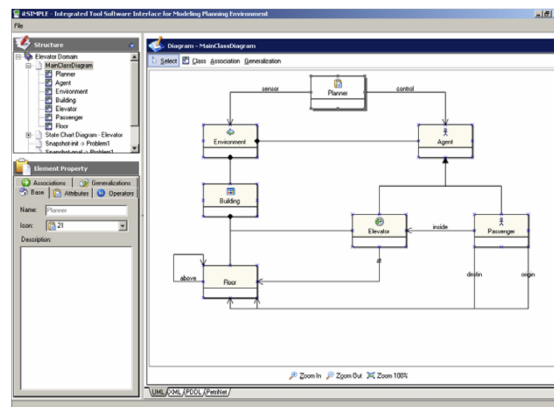 itSIMPLE - Integrated Tool Software Interface for Modeling Planning Environment
File
Structure
Elevator Domain
MainClassDiagram
Planner
Agent
Environment
Building
Elevator
Passenger
Floor
State Chart Diagram - Elevator
Snapshot-init -> Problem1
Snapshot-goal -> Problem1
Element Property
Associations Generalizations
Base Attributes Operators
Name: Planner
Icon: 21
Description:
Diagram - MainClassDiagram
Select Class Association Generalization
Planner
sensor
control
Environment
Agent
Building
Elevator
inside
Passenger
at
above
Floor
destin
origin
Zoom In Zoom Out Zoom 100%
UML XML PDDL PetriNet